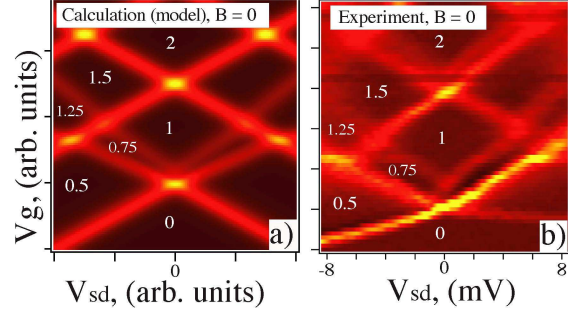 Calculation (model), B = 0
2
1.5
1.25
1
0.75
0.5
0
a)
Vg, (arb. units)
0
Vsd, (arb. units)
Experiment, B = 0
2
1.5
1.25
1
0.75
0.5
0
b)
-8 -4 0 4 8
Vsd, (mV)